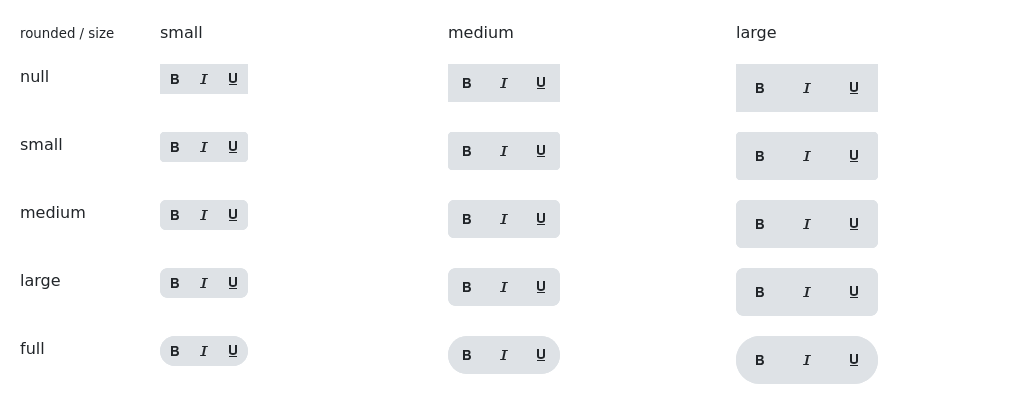 rounded / size small medium large
null B I U B I U B I U
small B I U B I U B I U
medium B I U B I U B I U
large B I U B I U B I U
full B I U B I U B I U